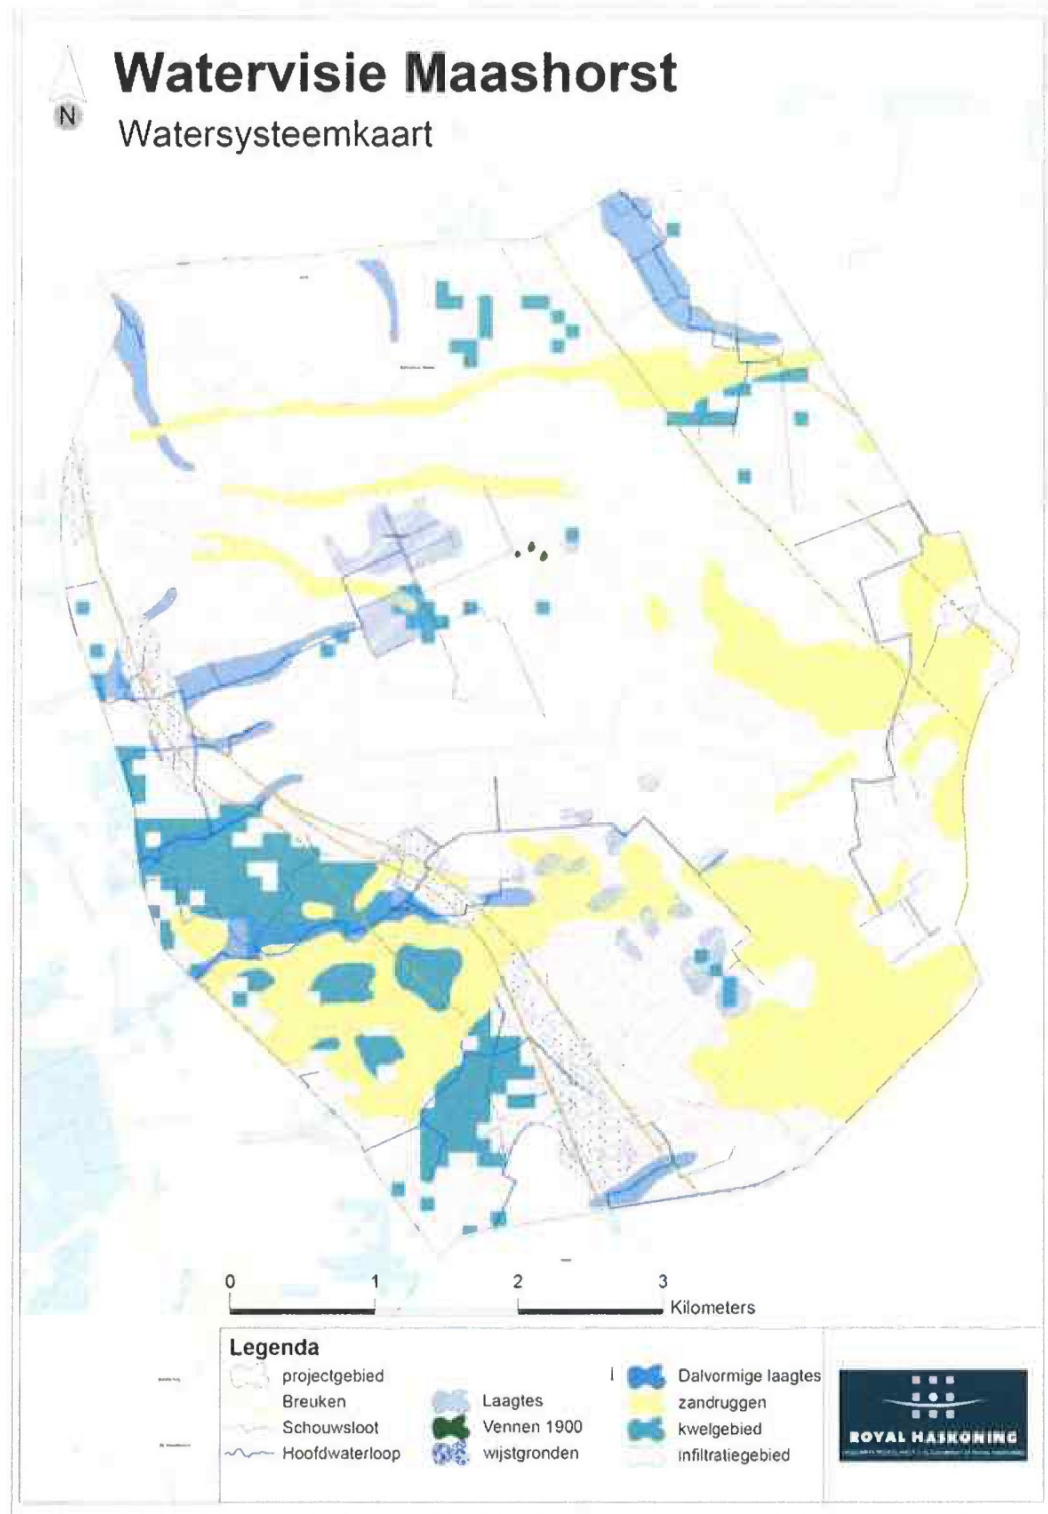 Watervisie Maashorst
N
Watersysteemkaart
0 1 2 3
Kilometers
Legenda
projectgebied
Breuken
Schouwsloot
Hoofdwaterloop
Laagtes
Vennen 1900
wijstgronden
Dalvormige laagtes
zandruggen
kwelgebied
infiltratiegebied
ROYAL HASKONING